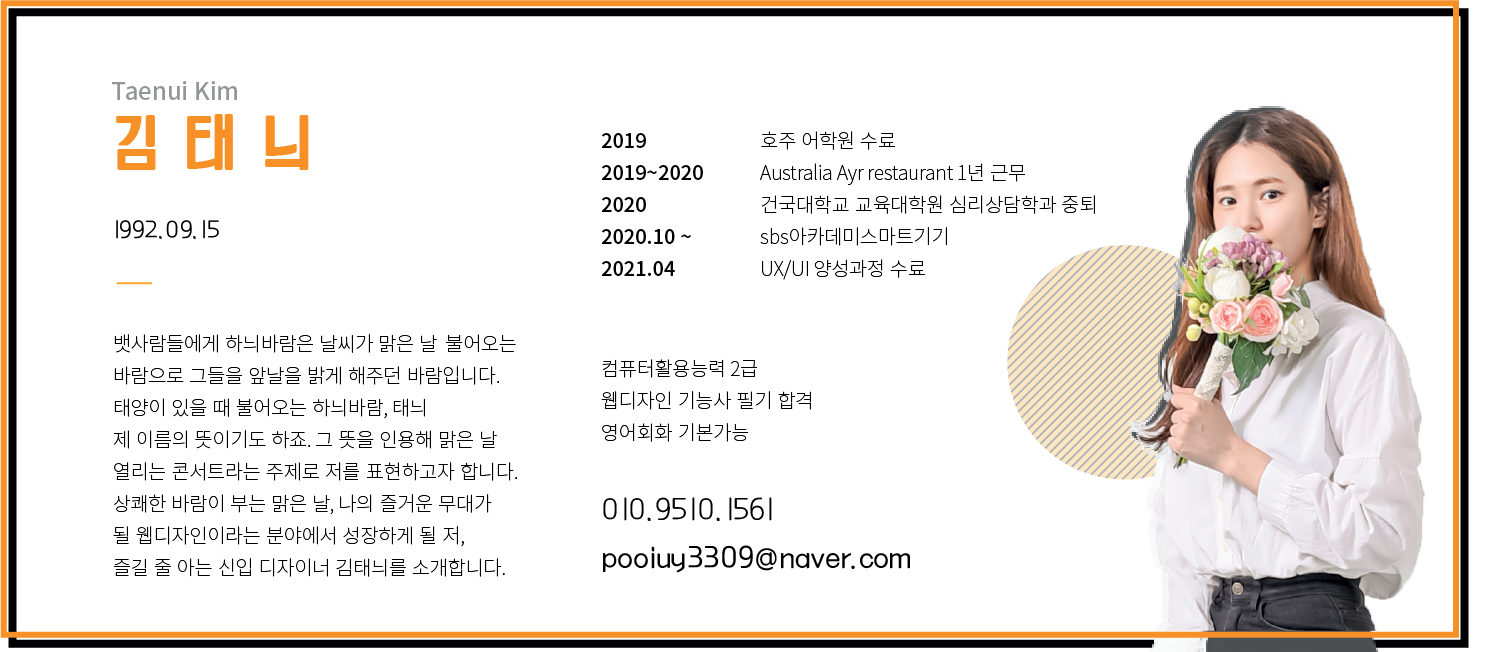 Taenui Kim
김태늬
1992.09.15
뱃사람들에게 하늬바람은 날씨가 맑은 날 불어오는
바람으로 그들을 앞날을 밝게 해주던 바람입니다.
태양이 있을 때 불어오는 하늬바람, 태늬
제 이름의 뜻이기도 하죠. 그 뜻을 인용해 맑은 날
열리는 콘서트라는 주제로 저를 표현하고자 합니다.
상쾌한 바람이 부는 맑은 날, 나의 즐거운 무대가
될 웹디자인이라는 분야에서 성장하게 될 저,
즐길 줄 아는 신입 디자이너 김태늬를 소개합니다.
2019 호주 어학원 수료
2019~2020 Australia Ayr restaurant 1년 근무
2020 건국대학교 교육대학원 심리상담학과 중퇴
2020.10 ~ sbs아카데미스마트기기
2021.04 UX/UI 양성과정 수료
컴퓨터활용능력 2급
웹디자인 기능사 필기 합격
영어회화 기본가능
010.9510.1561
pooiuy3309@naver.com